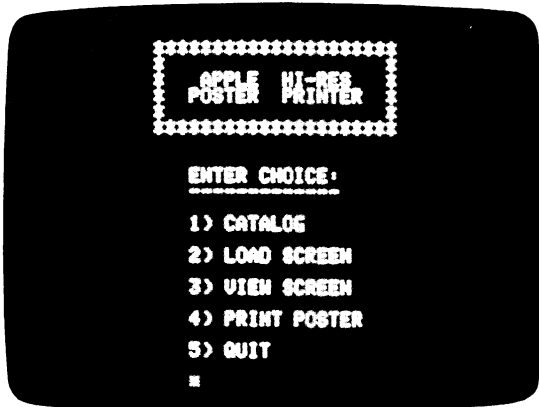 APPLE HI-RES
POSTER PRINTER
ENTER CHOICE:
1) CATALOG
2) LOAD SCREEN
3) VIEW SCREEN
4) PRINT POSTER
5) QUIT